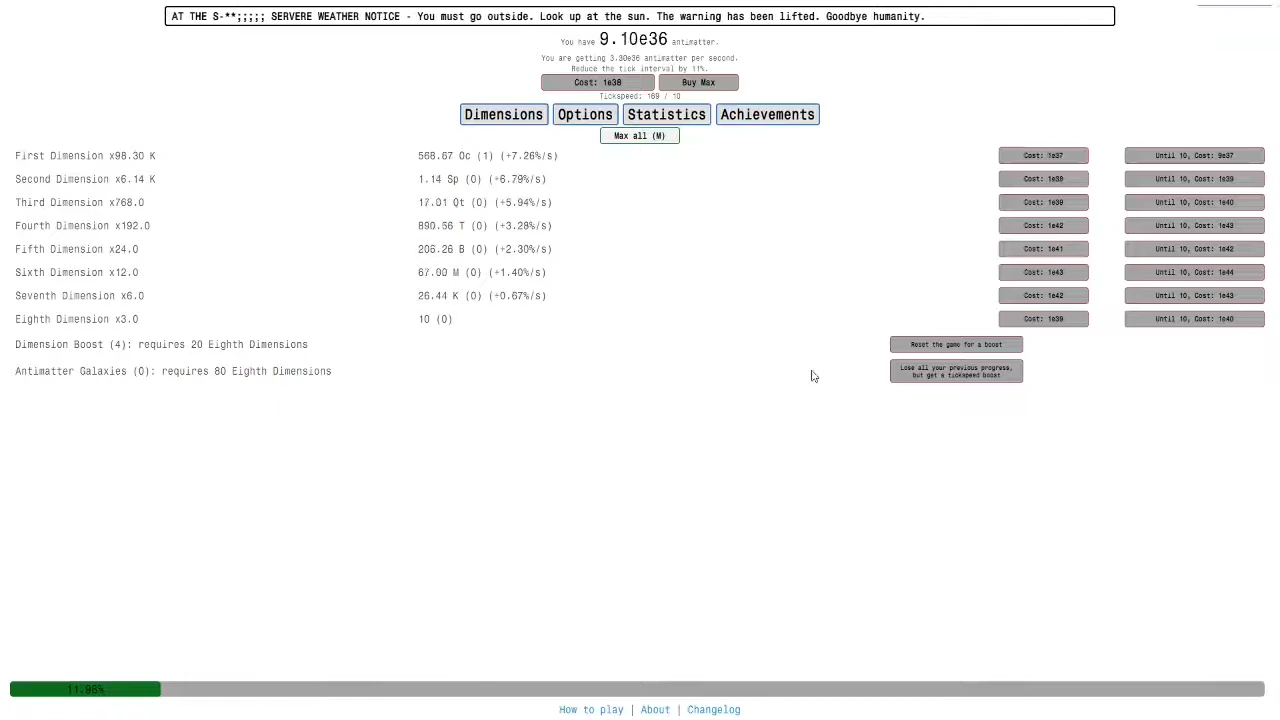 AT THE S-**;;;;; SERVERE WEATHER NOTICE - You must go outside. Look up at the sun. The warning has been lifted. Goodbye humanity.
You have 9.10e36 antimatter.
You are getting 3.30e36 antimatter per second.
Reduce the tick interval by 11%.
Cost: 1e38 Buy Max
Tickspeed: 169 / 10
Dimensions Options Statistics Achievements
Max all (M)
First Dimension x98.30 K 568.67 Oc (1) (+7.26%/s) Cost: 1e37 Until 10, Cost: 9e37
Second Dimension x6.14 K 1.14 Sp (0) (+6.79%/s) Cost: 1e39 Until 10, Cost: 1e39
Third Dimension x768.0 17.01 Qt (0) (+5.94%/s) Cost: 1e39 Until 10, Cost: 1e40
Fourth Dimension x192.0 890.56 T (0) (+3.28%/s) Cost: 1e42 Until 10, Cost: 1e43
Fifth Dimension x24.0 206.26 B (0) (+2.30%/s) Cost: 1e41 Until 10, Cost: 1e42
Sixth Dimension x12.0 67.00 M (0) (+1.40%/s) Cost: 1e43 Until 10, Cost: 1e44
Seventh Dimension x6.0 26.44 K (0) (+0.67%/s) Cost: 1e42 Until 10, Cost: 1e43
Eighth Dimension x3.0 10 (0) Cost: 1e39 Until 10, Cost: 1e40
Dimension Boost (4): requires 20 Eighth Dimensions Reset the game for a boost
Antimatter Galaxies (0): requires 80 Eighth Dimensions Lose all your previous progress,
but get a tickspeed boost
11.96%
How to play | About | Changelog